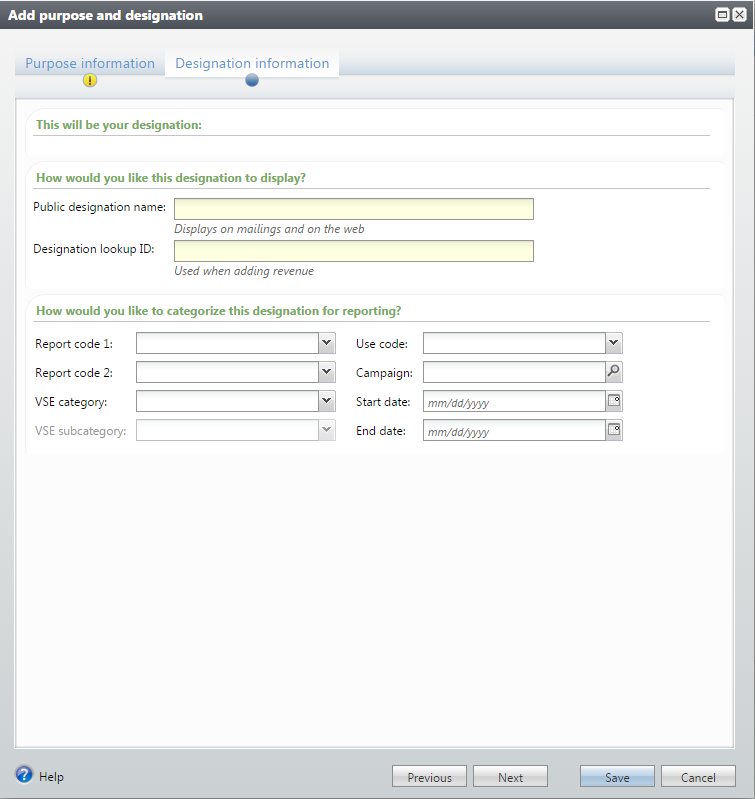 Add purpose and designation
Purpose information Designation information
This will be your designation:
How would you like this designation to display?
Public designation name:
Displays on mailings and on the web
Designation lookup ID:
Used when adding revenue
How would you like to categorize this designation for reporting?
Report code 1: Use code:
Report code 2: Campaign:
VSE category: Start date: mm/dd/yyyy
VSE subcategory: End date: mm/dd/yyyy
Help Previous Next Save Cancel